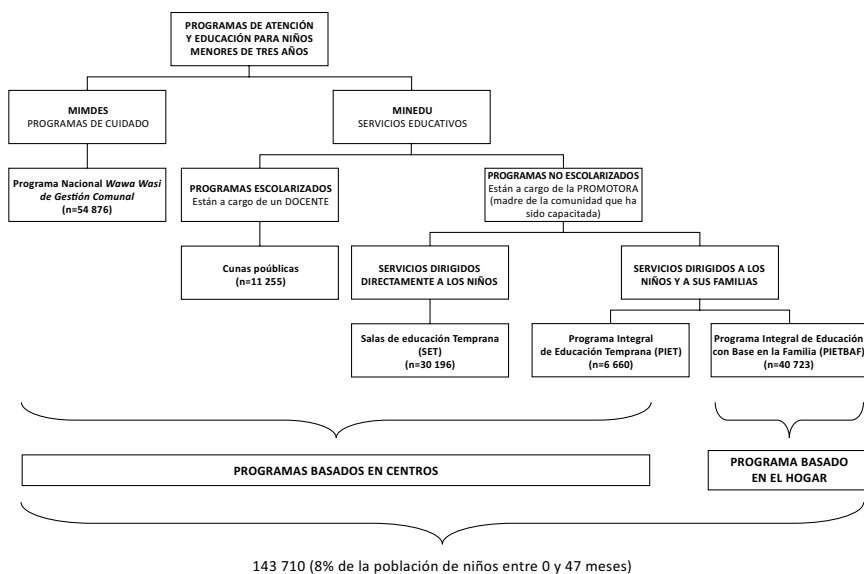 PROGRAMAS DE ATENCIÓN
Y EDUCACIÓN PARA NIÑOS
MENORES DE TRES AÑOS
MIMDES
PROGRAMAS DE CUIDADO
MINEDU
SERVICIOS EDUCATIVOS
Programa Nacional Wawa Wasi
de Gestión Comunal
(n=54 876)
PROGRAMAS ESCOLARIZADOS
Están a cargo de un DOCENTE
PROGRAMAS NO ESCOLARIZADOS
Están a cargo de la PROMOTORA
(madre de la comunidad que ha
sido capacitada)
Cunas poúblicas
(n=11 255)
SERVICIOS DIRIGIDOS
DIRECTAMENTE A LOS NIÑOS
SERVICIOS DIRIGIDOS A LOS
NIÑOS Y A SUS FAMILIAS
Salas de educación Temprana
(SET)
(n=30 196)
Programa Integral
de Educación Temprana (PIET)
(n=6 660)
Programa Integral de Educación
con Base en la Familia (PIETBAF)
(n=40 723)
PROGRAMAS BASADOS EN CENTROS
PROGRAMA BASADO
EN EL HOGAR
143 710 (8% de la población de niños entre 0 y 47 meses)